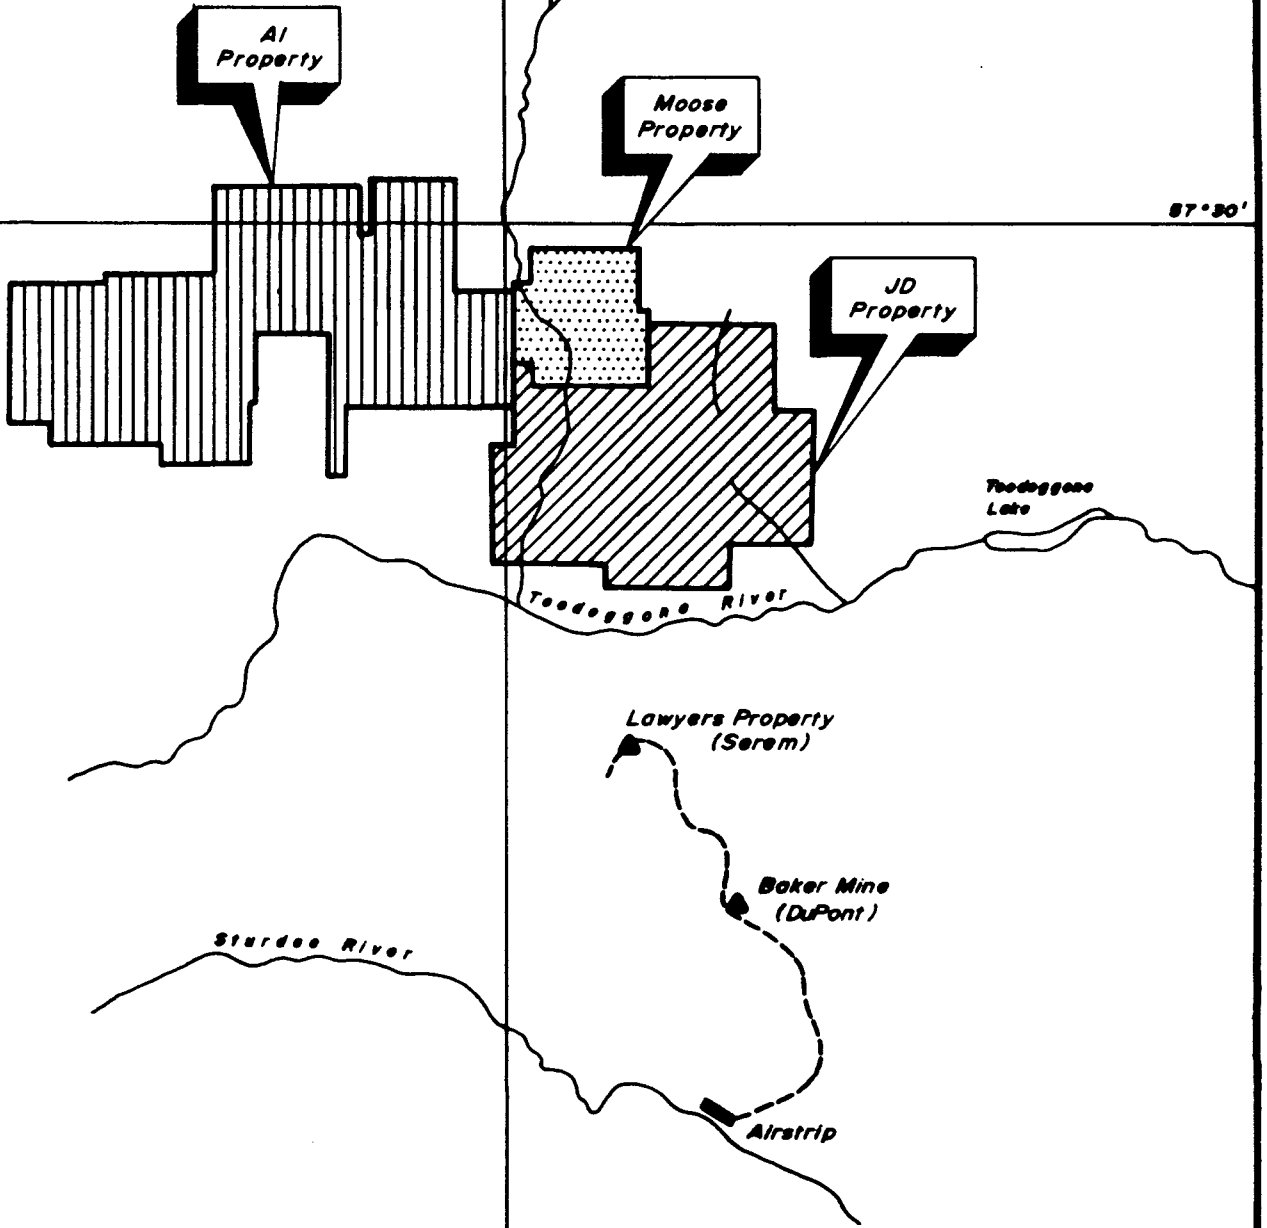 Al
Property
Moose
Property
57°30'
JD
Property
Toodoggone
Lake
Toodoggone River
Lawyers Property
(Serem)
Baker Mine
(DuPont)
Sturdee River
Airstrip